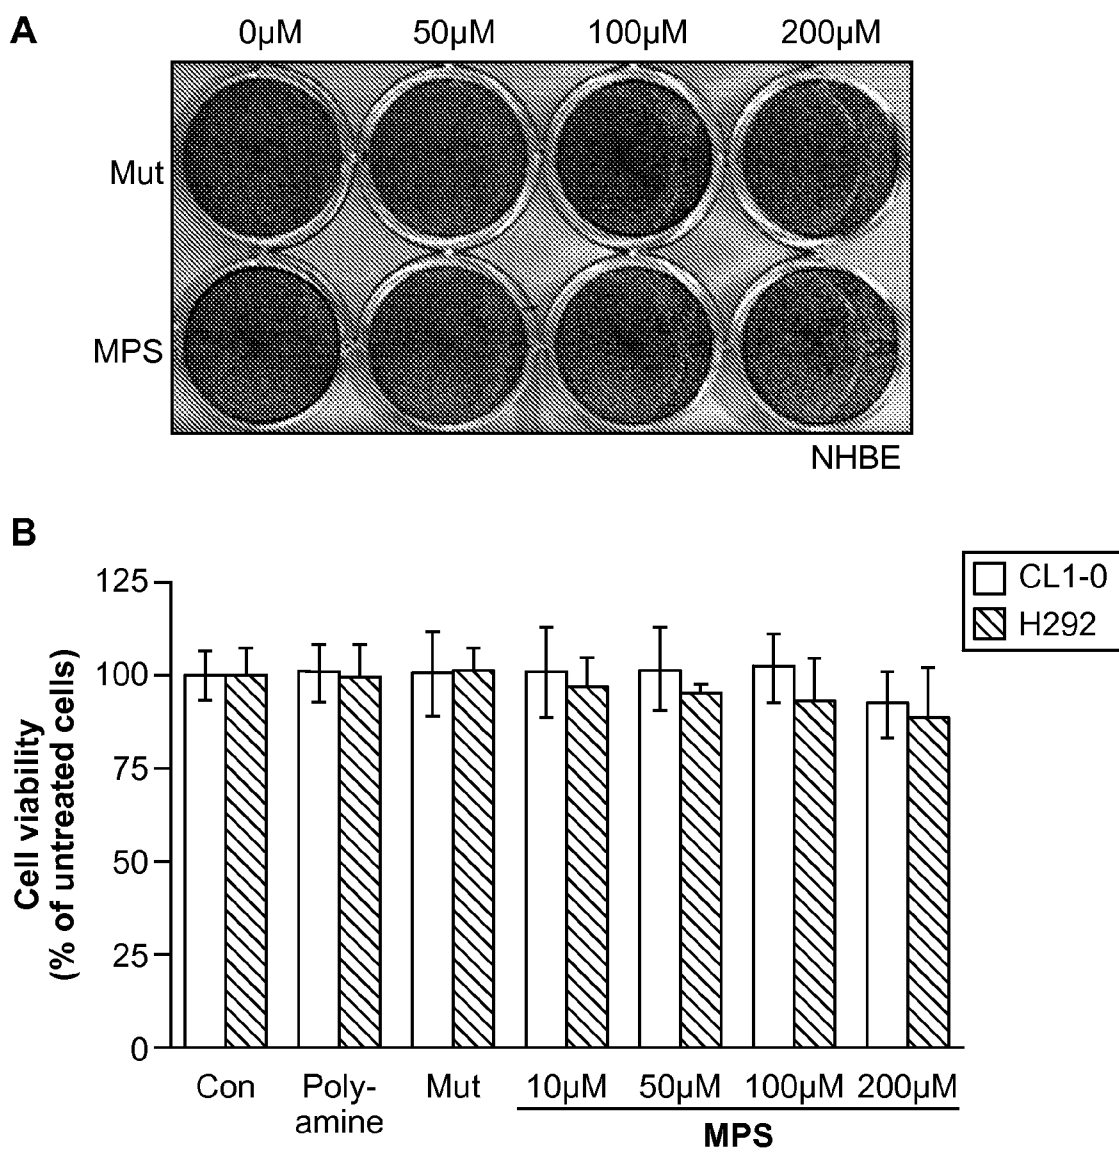 A
0µM 50µM 100µM 200µM
Mut
MPS
NHBE
B
Cell viability
(% of untreated cells)
125
100
75
50
25
0
CL1-0
H292
Con Poly- Mut 10µM 50µM 100µM 200µM
amine
MPS